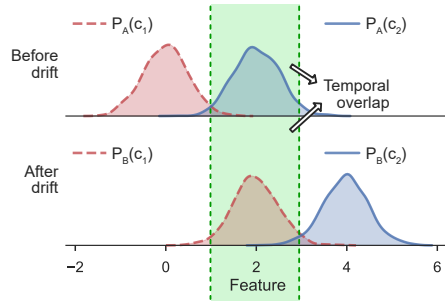 P_A(c_1)
P_A(c_2)
Before
drift
Temporal
overlap
P_B(c_1)
P_B(c_2)
After
drift
−2 0 2 4 6
Feature